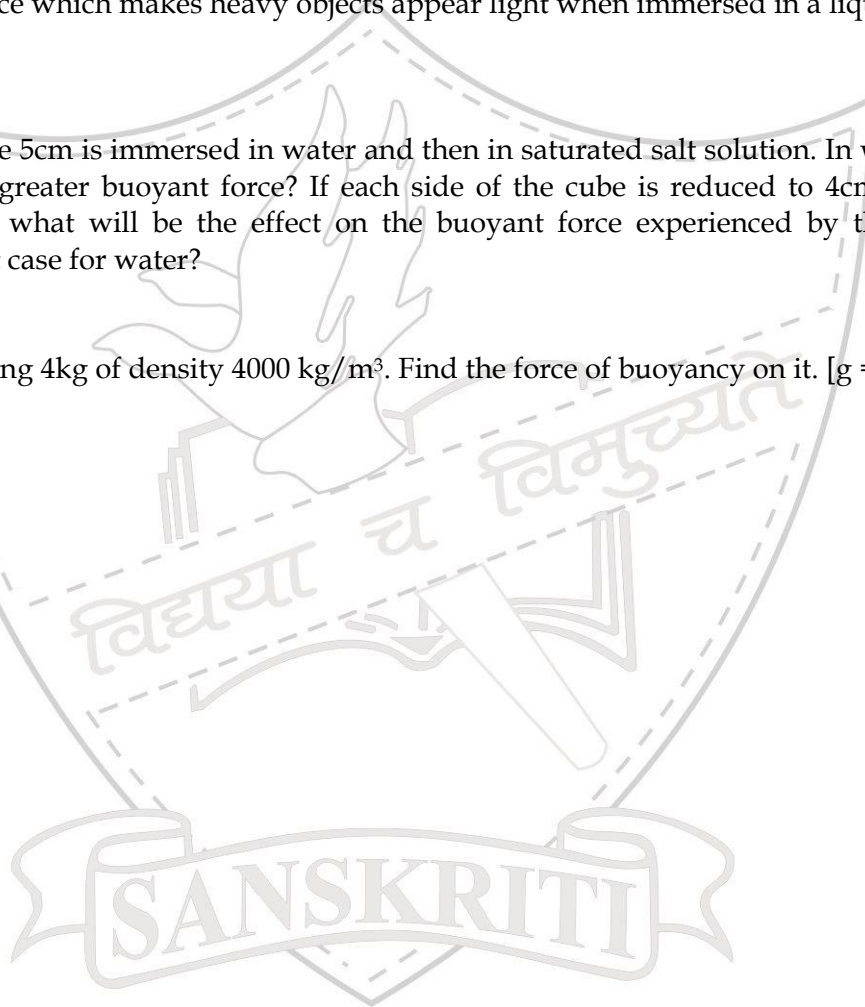 ce which makes heavy objects appear light when immersed in a liq
e 5cm is immersed in water and then in saturated salt solution. In
greater buoyant force? If each side of the cube is reduced to 4cm
what will be the effect on the buoyant force experienced by th
case for water?
ng 4kg of density 4000 kg/m³. Find the force of buoyancy on it. [g =
विद्यया च विमुच्यते
SANSKRITI